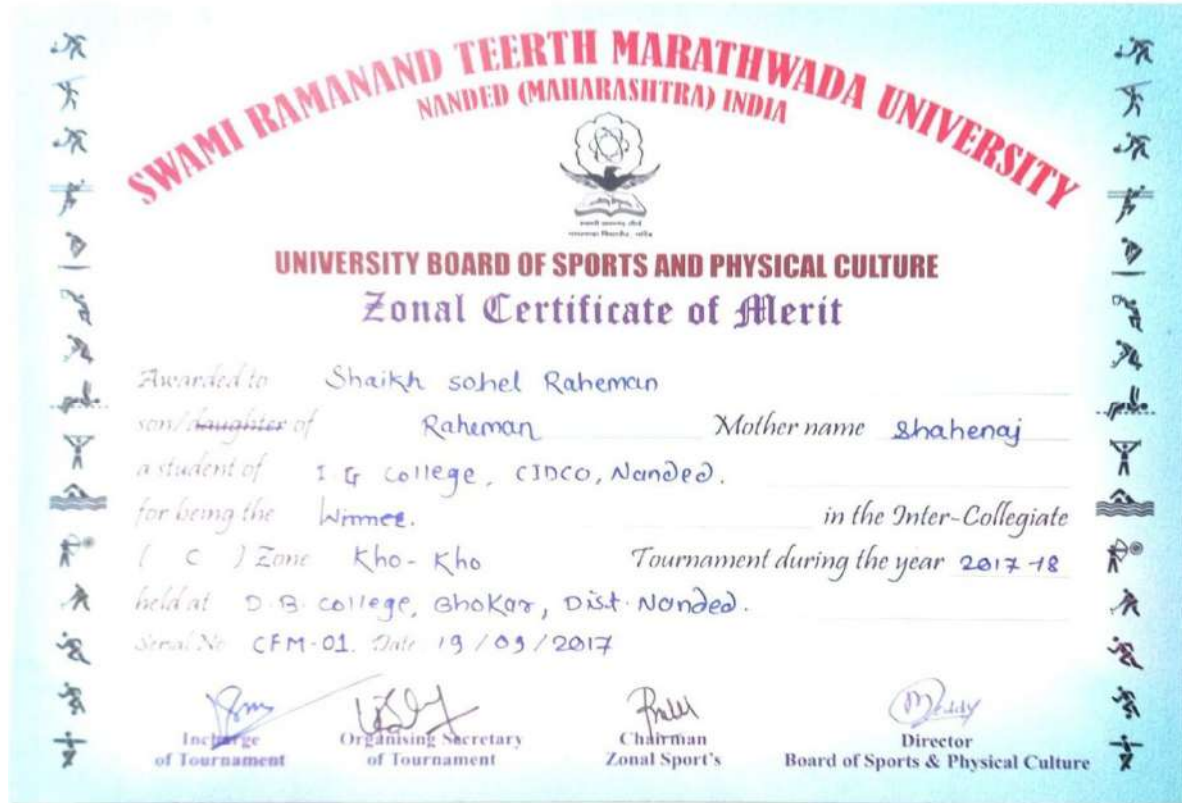 SWAMI RAMANAND TEERTH MARATHWADA UNIVERSITY
NANDED (MAHARASHTRA) INDIA
UNIVERSITY BOARD OF SPORTS AND PHYSICAL CULTURE
Zonal Certificate of Merit
Awarded to Shaikh sohel Raheman
son/daughter of Raheman Mother name Shahenaj
a student of I. G college, CIDCO, Nanded.
for being the Winner. in the Inter-Collegiate
( C ) Zone Kho-Kho Tournament during the year 2017-18
held at D.B. college, Bhokar, Dist. Nanded.
Serial No CFM-01. Date 19/09/2017
Incharge Organising Secretary Chairman Director
of Tournament of Tournament Zonal Sport's Board of Sports & Physical Culture